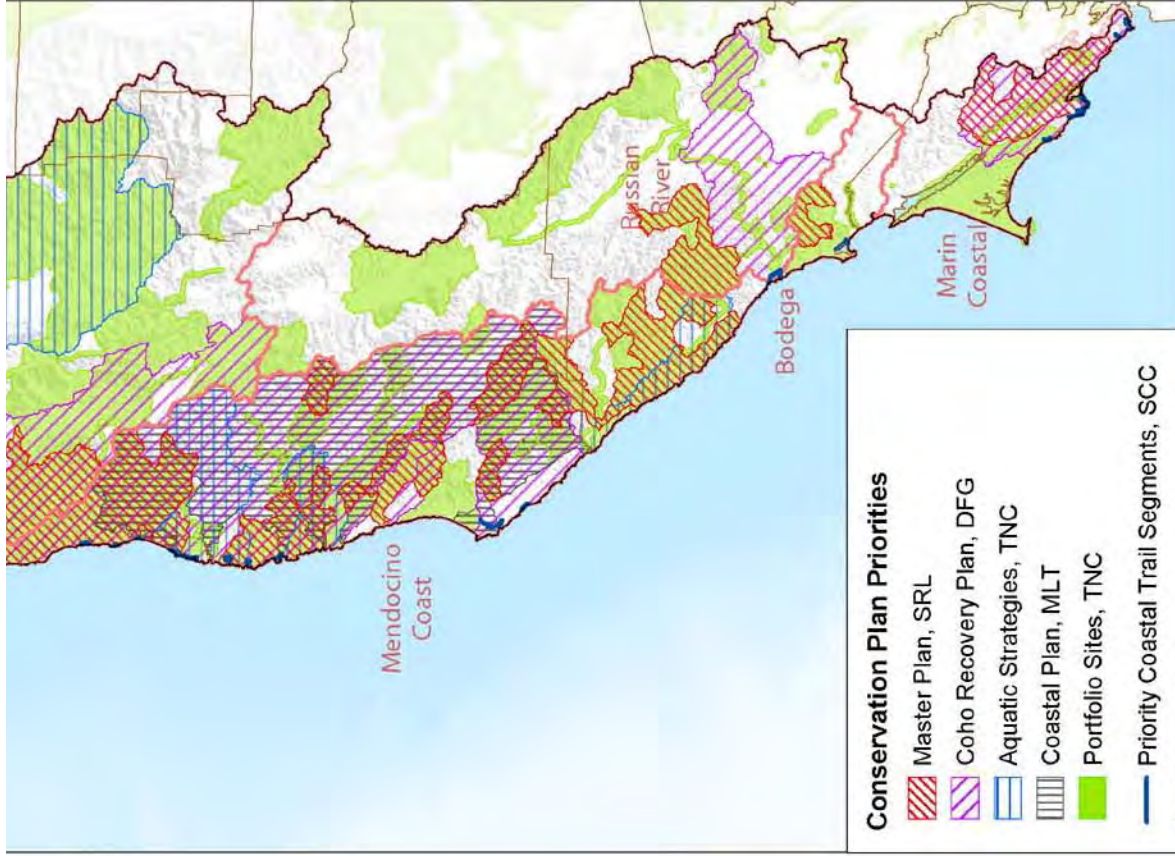 Mendocino
Coast
Russian
River
Bodega
Marin
Coastal
Conservation Plan Priorities
Master Plan, SRL
Coho Recovery Plan, DFG
Aquatic Strategies, TNC
Coastal Plan, MLT
Portfolio Sites, TNC
Priority Coastal Trail Segments, SCC